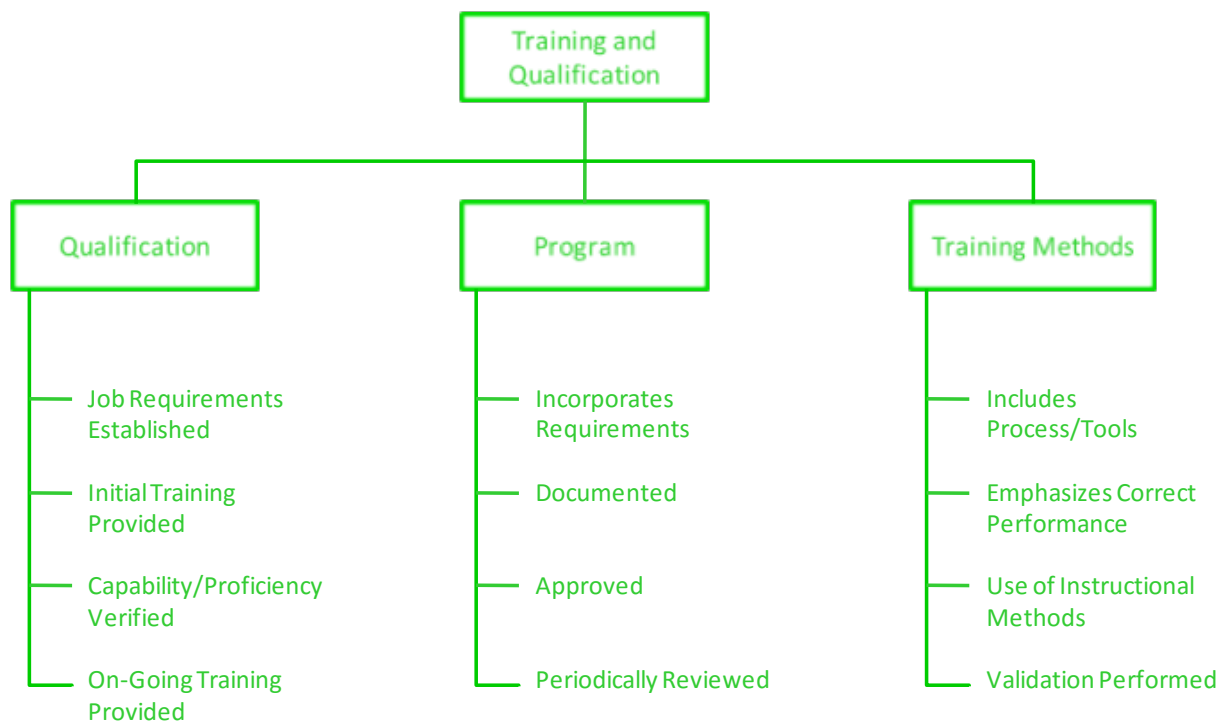 Training and
Qualification
Qualification
Program
Training Methods
Job Requirements
Established
Initial Training
Provided
Capability/Proficiency
Verified
On-Going Training
Provided
Incorporates
Requirements
Documented
Approved
Periodically Reviewed
Includes
Process/Tools
Emphasizes Correct
Performance
Use of Instructional
Methods
Validation Performed